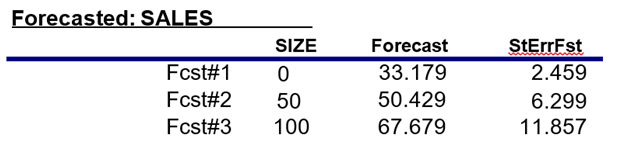 Forecasted: SALES
SIZE Forecast StErrFst
Fcst#1 0 33.179 2.459
Fcst#2 50 50.429 6.299
Fcst#3 100 67.679 11.857